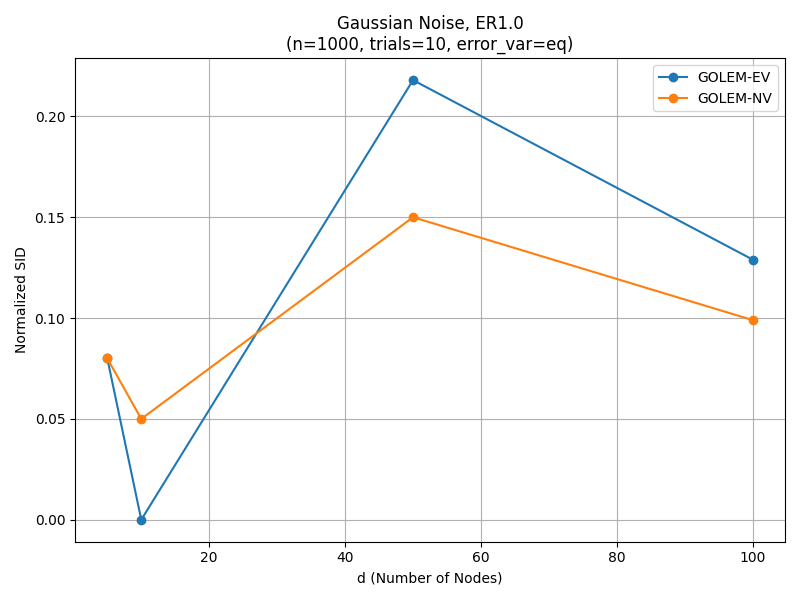 Gaussian Noise, ER1.0
(n=1000, trials=10, error_var=eq)
GOLEM-EV
GOLEM-NV
Normalized SID
0.20
0.15
0.10
0.05
0.00
20 40 60 80 100
d (Number of Nodes)